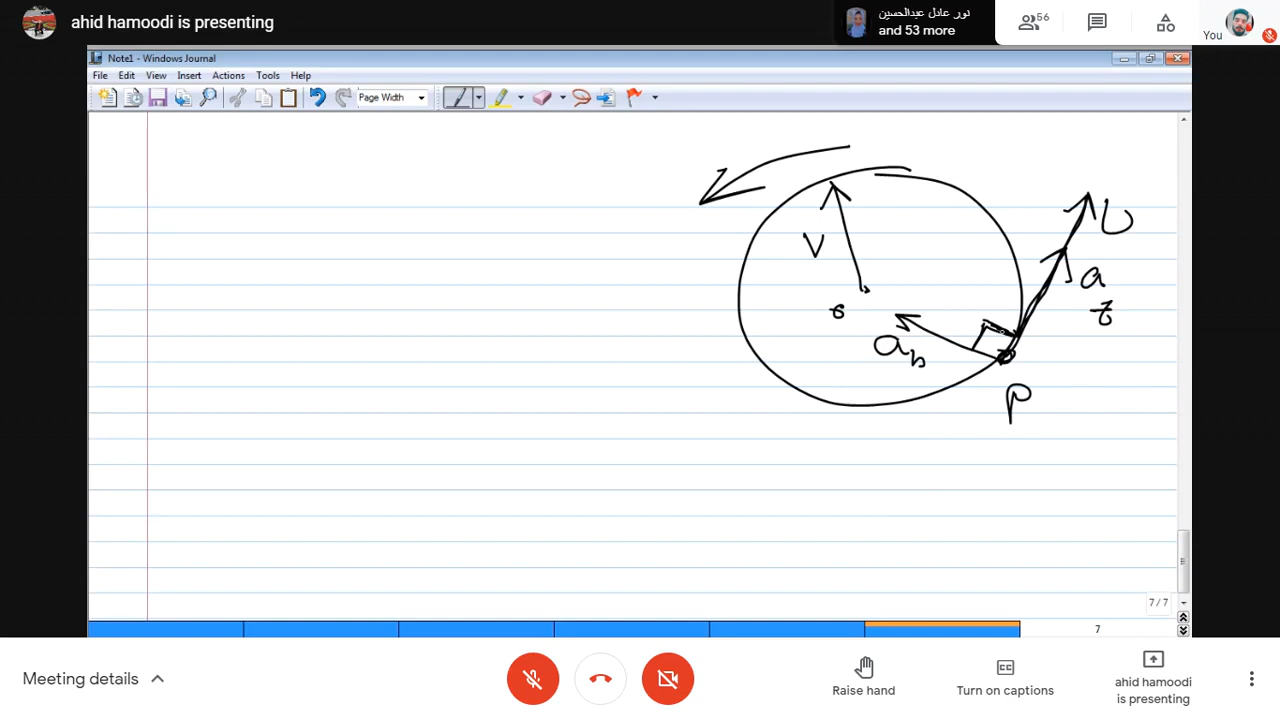 ahid hamoodi is presenting
نور عادل عبدالحسين
and 53 more
56
You
Note1 - Windows Journal
File Edit View Insert Actions Tools Help
Page Width
V
a
P
7 / 7
7
Meeting details
Raise hand
Turn on captions
ahid hamoodi
is presenting